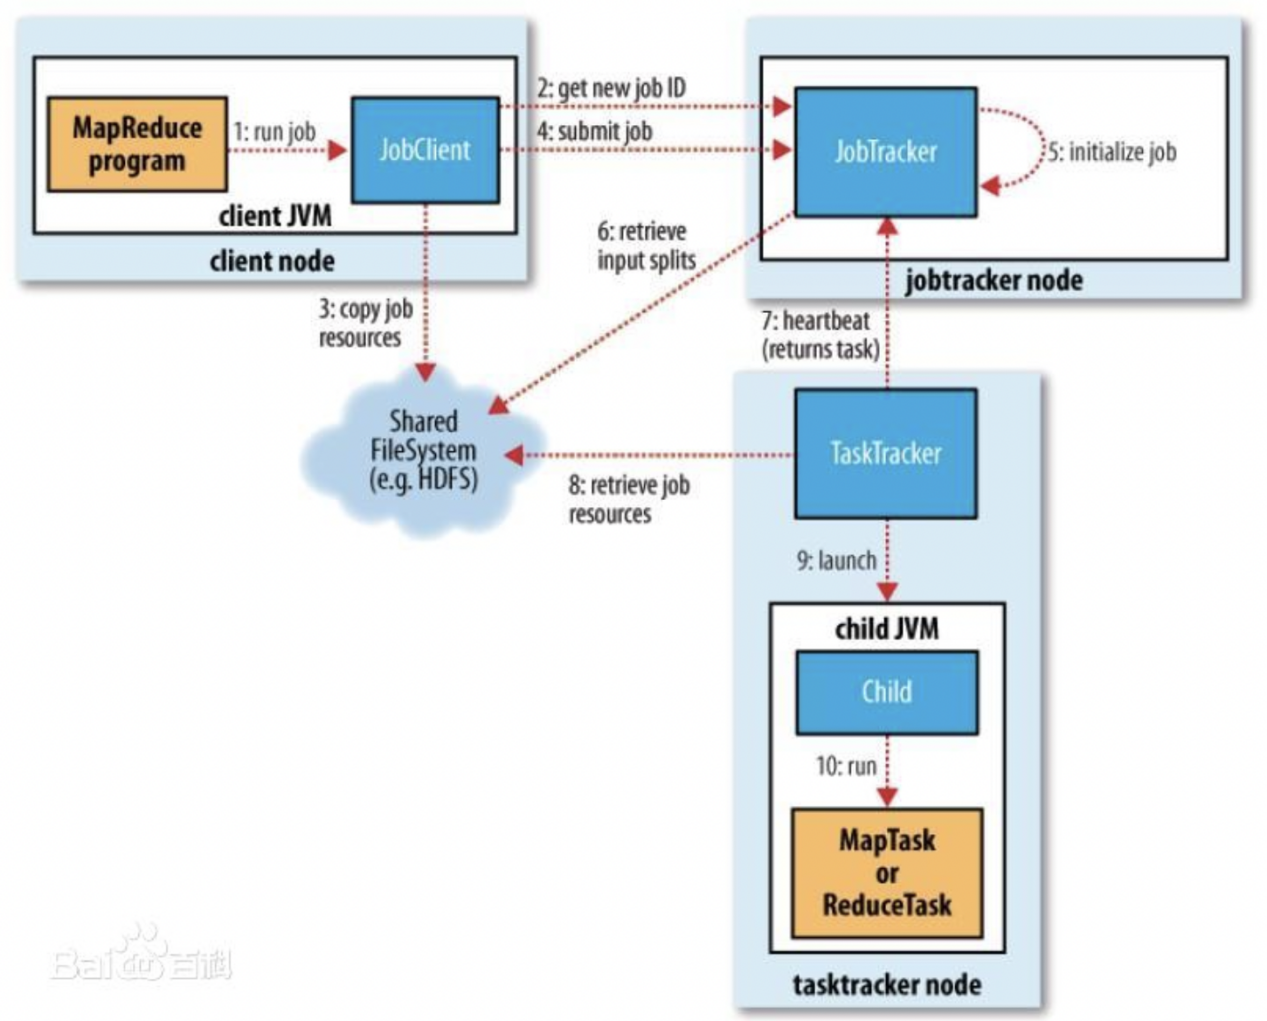 MapReduce
program
1: run job
JobClient
client JVM
client node
2: get new job ID
4: submit job
JobTracker
5: initialize job
jobtracker node
3: copy job
resources
6: retrieve
input splits
7: heartbeat
(returns task)
Shared
FileSystem
(e.g. HDFS)
8: retrieve job
resources
TaskTracker
9: launch
child JVM
Child
10: run
MapTask
or
ReduceTask
tasktracker node
Bai du 百科